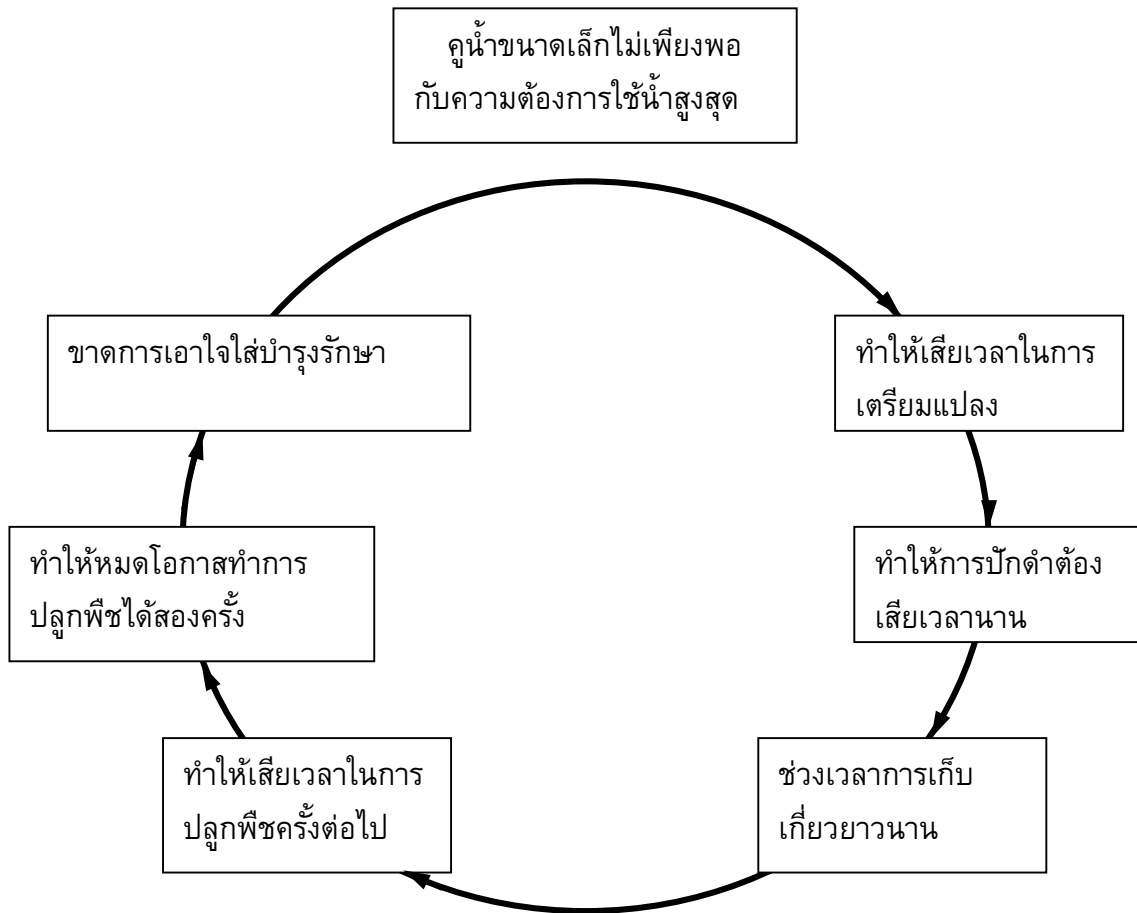 คูน้ำขนาดเล็กไม่เพียงพอ
กับความต้องการใช้น้ำสูงสุด
ขาดการเอาใจใส่บำรุงรักษา
ทำให้เสียเวลาในการ
เตรียมแปลง
ทำให้หมดโอกาสทำการ
ปลูกพืชได้สองครั้ง
ทำให้การปักดำต้อง
เสียเวลานาน
ทำให้เสียเวลาในการ
ปลูกพืชครั้งต่อไป
ช่วงเวลาการเก็บ
เกี่ยวยาวนาน